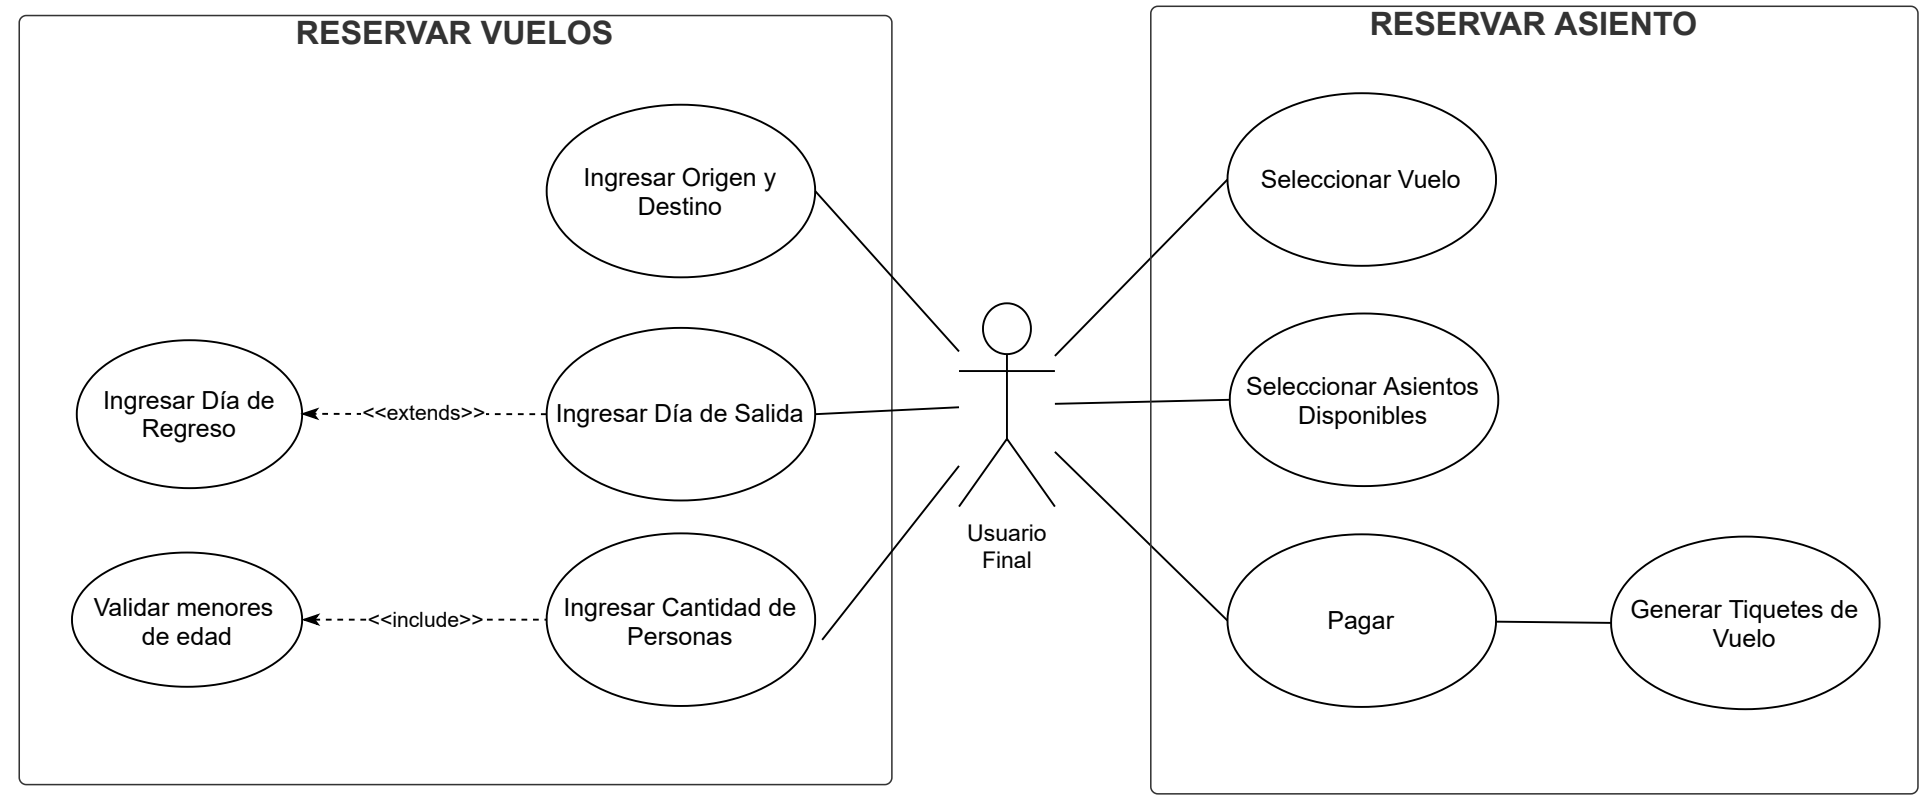 RESERVAR VUELOS
Ingresar Origen y
Destino
Ingresar Día de
Regreso
<<extends>>
Ingresar Día de Salida
Validar menores
de edad
<<include>>
Ingresar Cantidad de
Personas
Usuario
Final
RESERVAR ASIENTO
Seleccionar Vuelo
Seleccionar Asientos
Disponibles
Pagar
Generar Tiquetes de
Vuelo